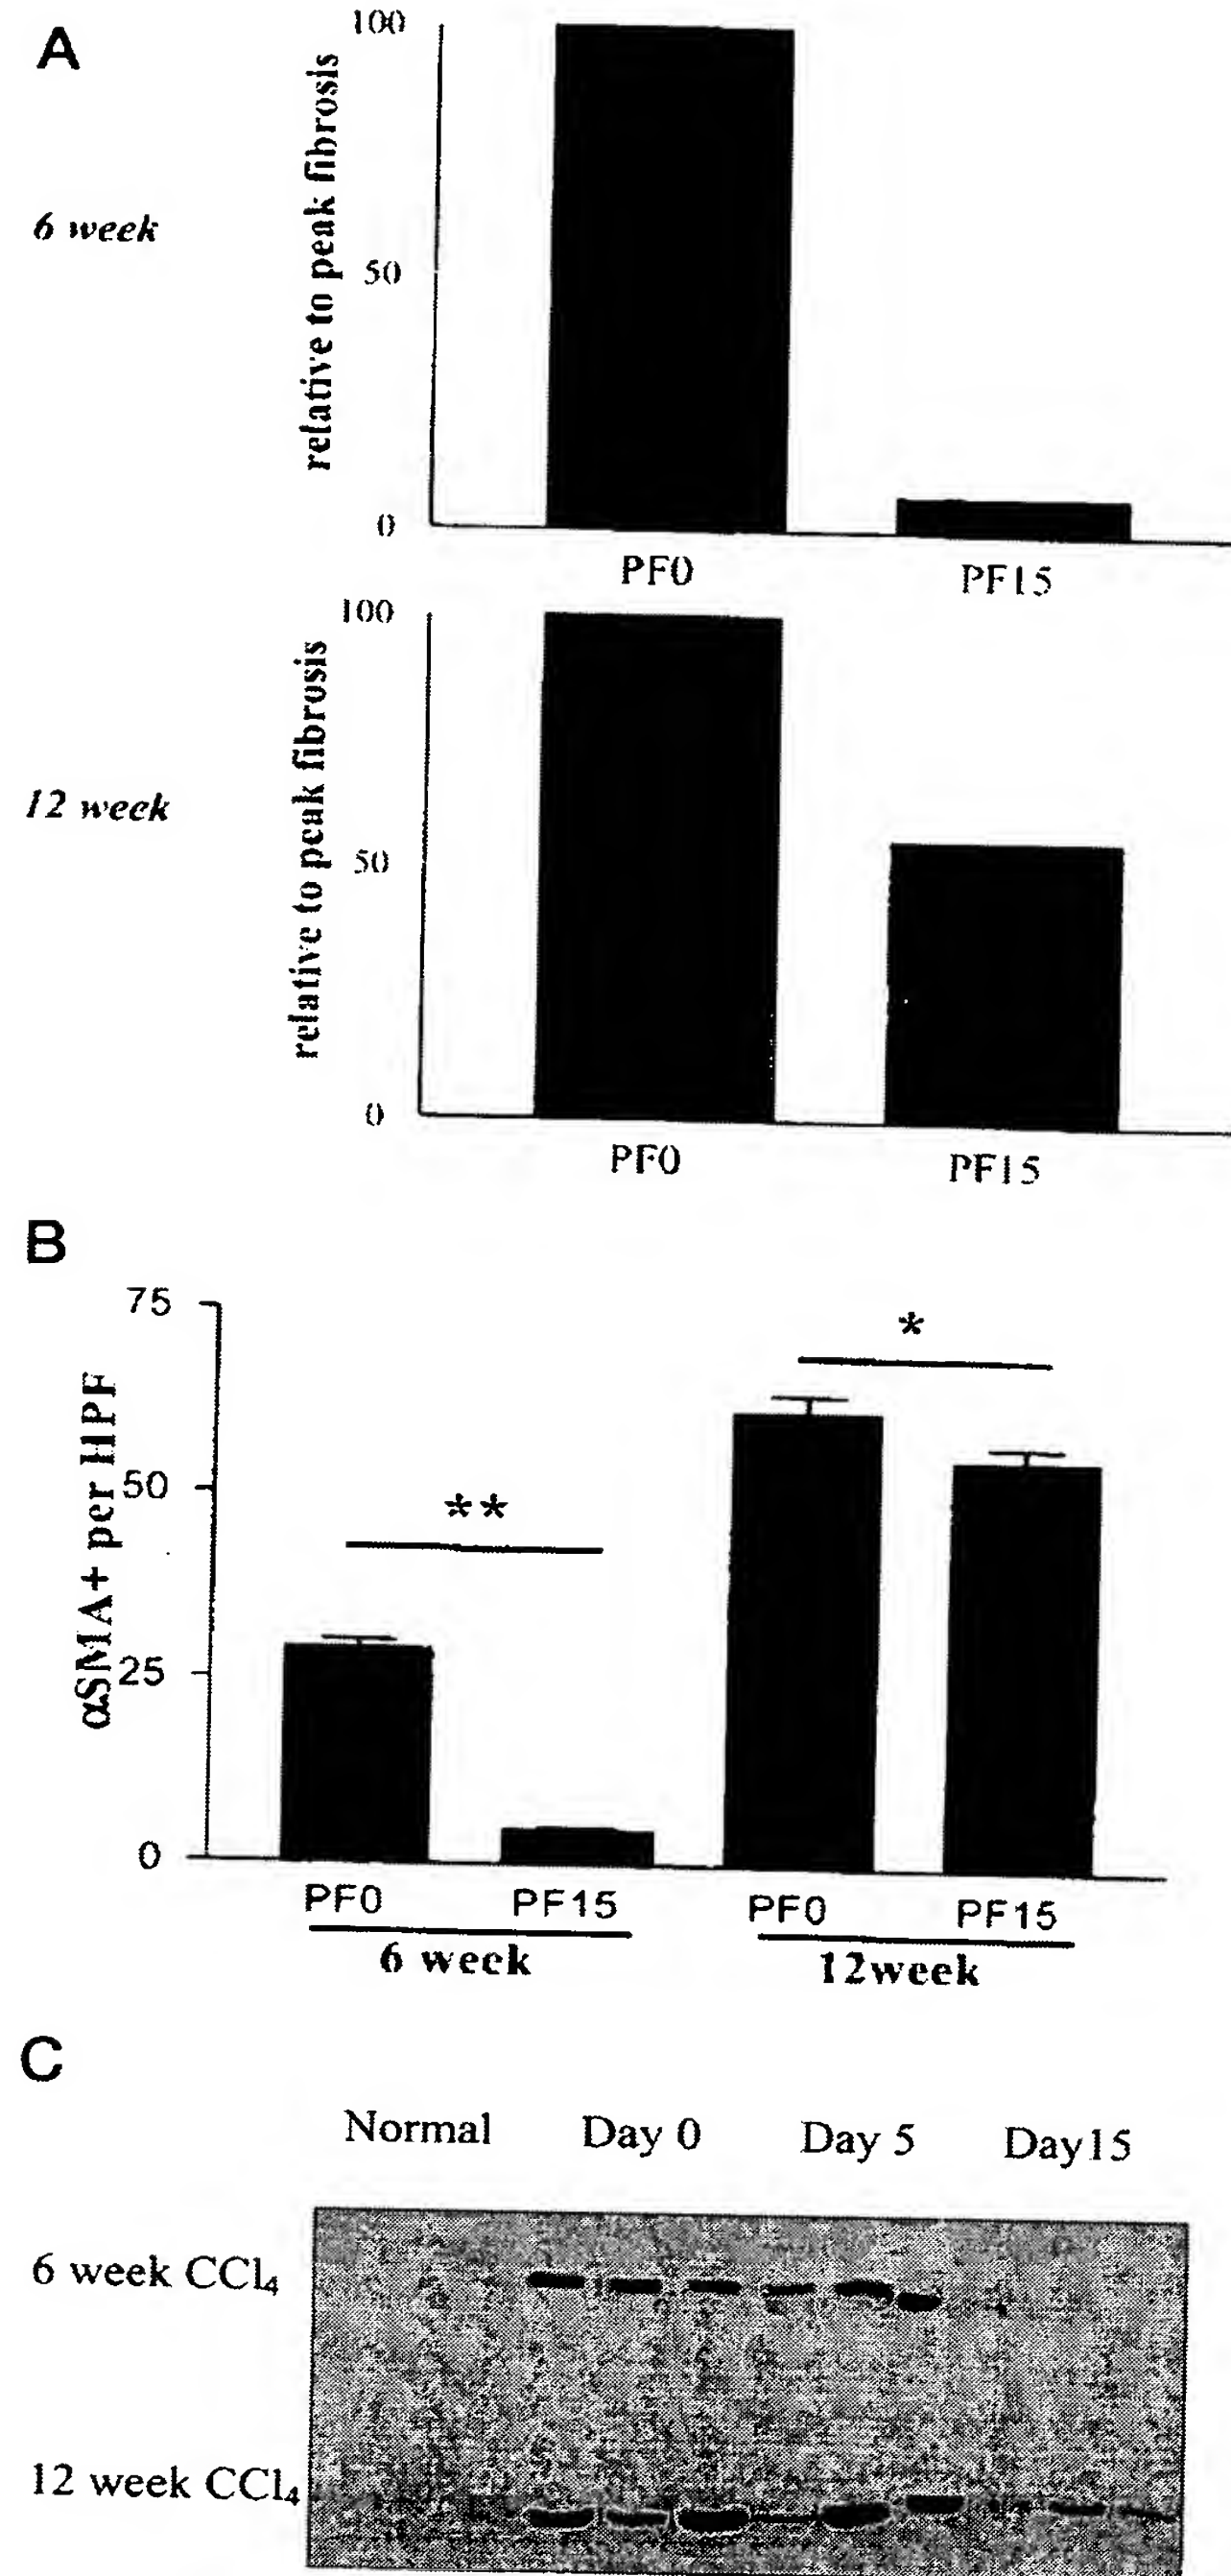 A
100
relative to peak fibrosis
6 week
50
0
PF0 PF15
100
relative to peak fibrosis
12 week
50
0
PF0 PF15
B
75
*
αSMA+ per HPF
50
**
25
0
PF0 PF15 PF0 PF15
6 week 12week
C
Normal Day 0 Day 5 Day15
6 week CCl₄
12 week CCl₄